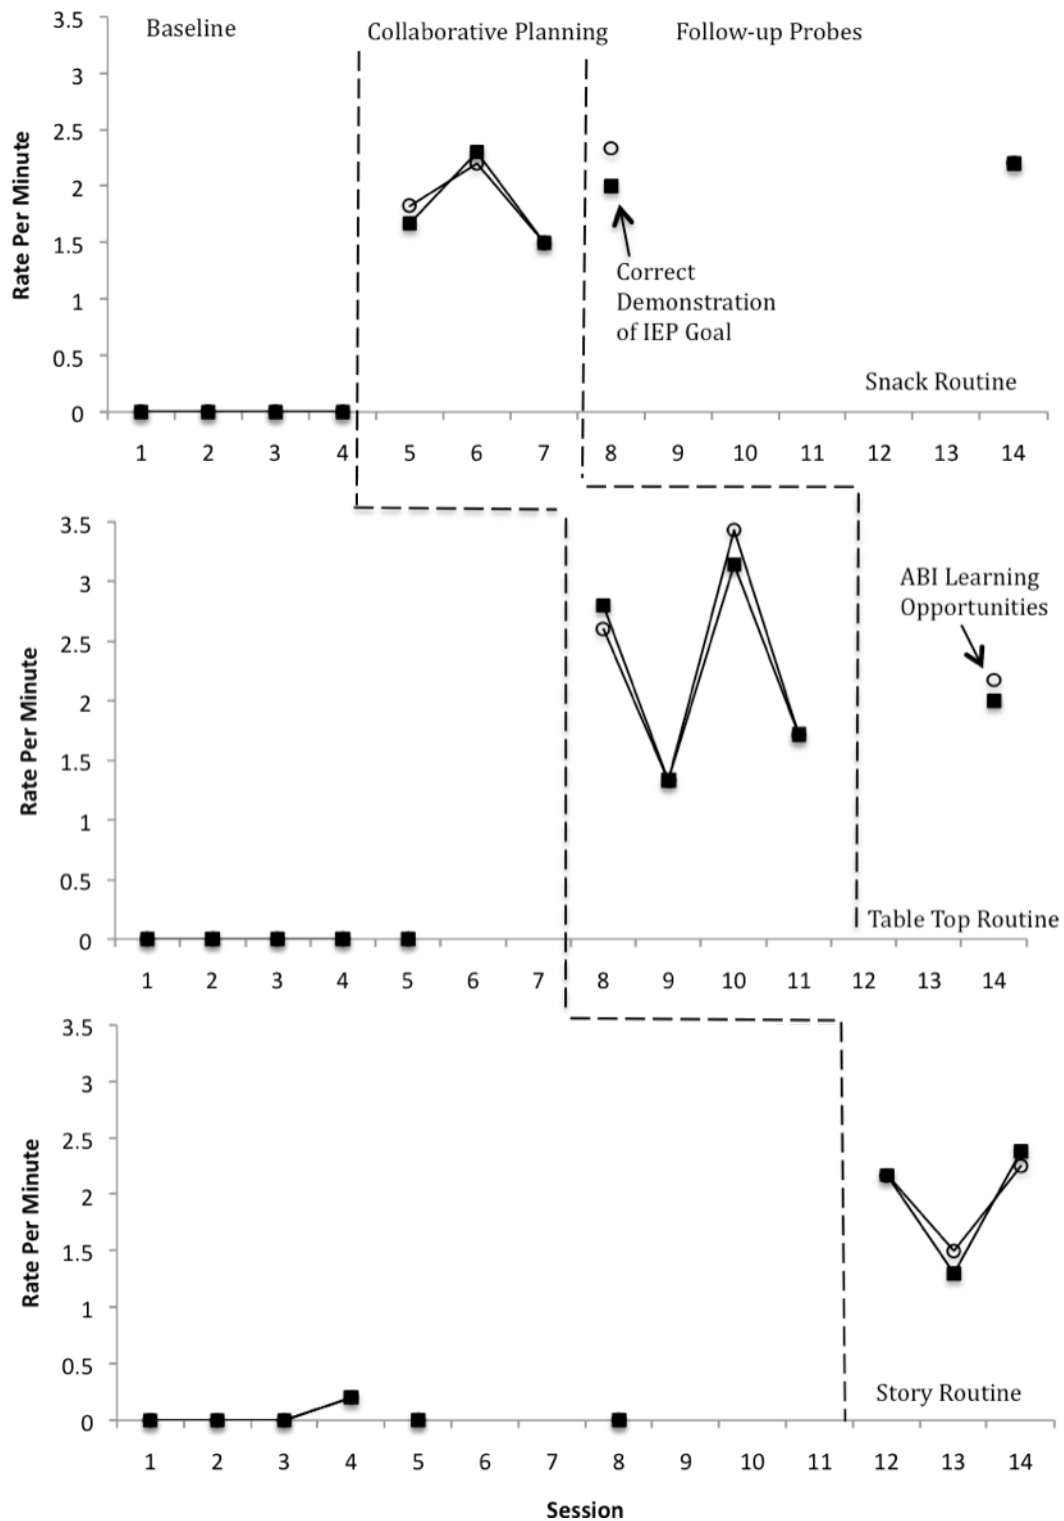 3.5
Baseline
Collaborative Planning
Follow-up Probes
3
2.5
2
1.5
1
0.5
0
Rate Per Minute
Correct
Demonstration
of IEP Goal
Snack Routine
1 2 3 4 5 6 7 8 9 10 11 12 13 14
3.5
3
2.5
2
1.5
1
0.5
0
Rate Per Minute
ABI Learning
Opportunities
Table Top Routine
1 2 3 4 5 6 7 8 9 10 11 12 13 14
3.5
3
2.5
2
1.5
1
0.5
0
Rate Per Minute
Story Routine
1 2 3 4 5 6 7 8 9 10 11 12 13 14
Session